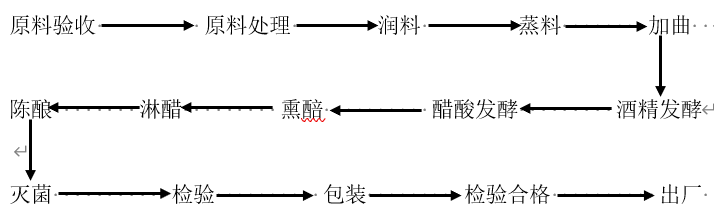 原料验收 原料处理 润料 蒸料 加曲
陈酿 淋醋 熏醅 醋酸发酵 酒精发酵
灭菌 检验 包装 检验合格 出厂